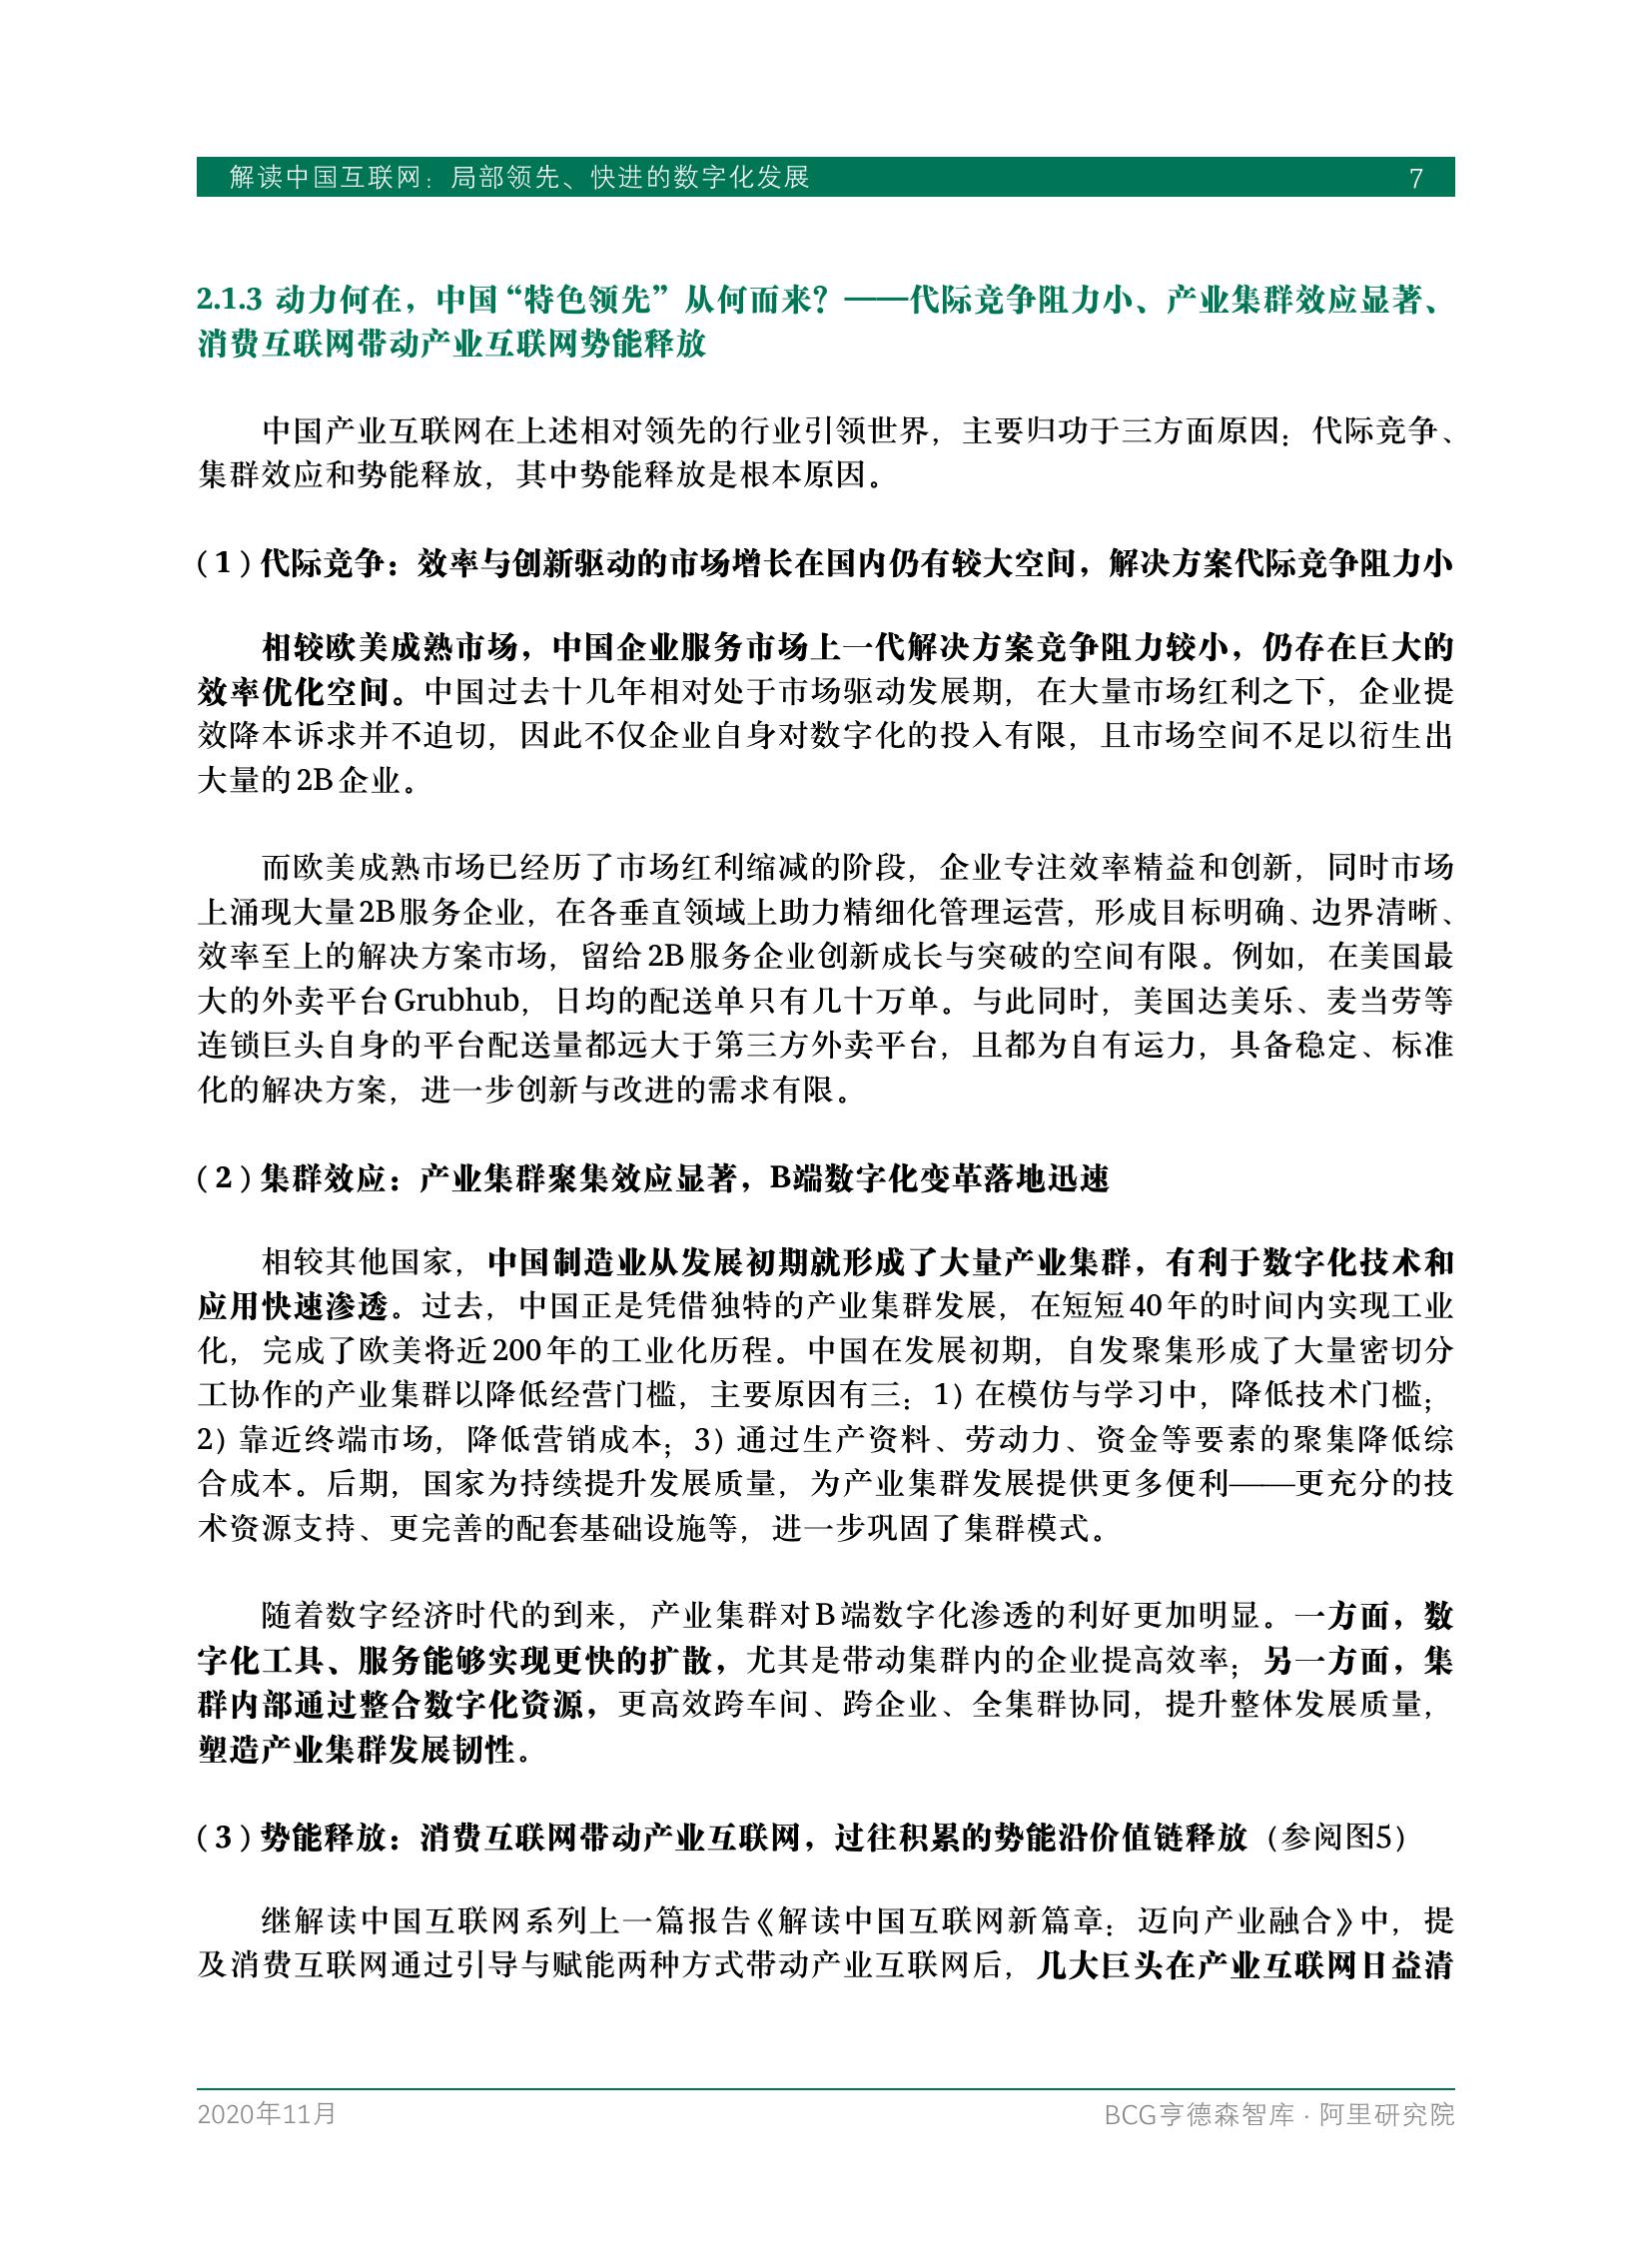 解读中国互联网：局部领先、快进的数字化发展 7
2.1.3 动力何在，中国“特色领先”从何而来？——代际竞争阻力小、产业集群效应显著、
消费互联网带动产业互联网势能释放
中国产业互联网在上述相对领先的行业引领世界，主要归功于三方面原因：代际竞争、
集群效应和势能释放，其中势能释放是根本原因。
（1）代际竞争：效率与创新驱动的市场增长在国内仍有较大空间，解决方案代际竞争阻力小
相较欧美成熟市场，中国企业服务市场上一代解决方案竞争阻力较小，仍存在巨大的
效率优化空间。中国过去十几年相对处于市场驱动发展期，在大量市场红利之下，企业提
效降本诉求并不迫切，因此不仅企业自身对数字化的投入有限，且市场空间不足以衍生出
大量的2B企业。
而欧美成熟市场已经历了市场红利缩减的阶段，企业专注效率精益和创新，同时市场
上涌现大量2B服务企业，在各垂直领域上助力精细化管理运营，形成目标明确、边界清晰、
效率至上的解决方案市场，留给2B服务企业创新成长与突破的空间有限。例如，在美国最
大的外卖平台Grubhub，日均的配送单只有几十万单。与此同时，美国达美乐、麦当劳等
连锁巨头自身的平台配送量都远大于第三方外卖平台，且都为自有运力，具备稳定、标准
化的解决方案，进一步创新与改进的需求有限。
（2）集群效应：产业集群聚集效应显著，B端数字化变革落地迅速
相较其他国家，中国制造业从发展初期就形成了大量产业集群，有利于数字化技术和
应用快速渗透。过去，中国正是凭借独特的产业集群发展，在短短40年的时间内实现工业
化，完成了欧美将近200年的工业化历程。中国在发展初期，自发聚集形成了大量密切分
工协作的产业集群以降低经营门槛，主要原因有三：1）在模仿与学习中，降低技术门槛；
2）靠近终端市场，降低营销成本；3）通过生产资料、劳动力、资金等要素的聚集降低综
合成本。后期，国家为持续提升发展质量，为产业集群发展提供更多便利——更充分的技
术资源支持、更完善的配套基础设施等，进一步巩固了集群模式。
随着数字经济时代的到来，产业集群对B端数字化渗透的利好更加明显。一方面，数
字化工具、服务能够实现更快的扩散，尤其是带动集群内的企业提高效率；另一方面，集
群内部通过整合数字化资源，更高效跨车间、跨企业、全集群协同，提升整体发展质量，
塑造产业集群发展韧性。
（3）势能释放：消费互联网带动产业互联网，过往积累的势能沿价值链释放（参阅图5）
继解读中国互联网系列上一篇报告《解读中国互联网新篇章：迈向产业融合》中，提
及消费互联网通过引导与赋能两种方式带动产业互联网后，几大巨头在产业互联网日益清
2020年11月 BCG亨德森智库 · 阿里研究院